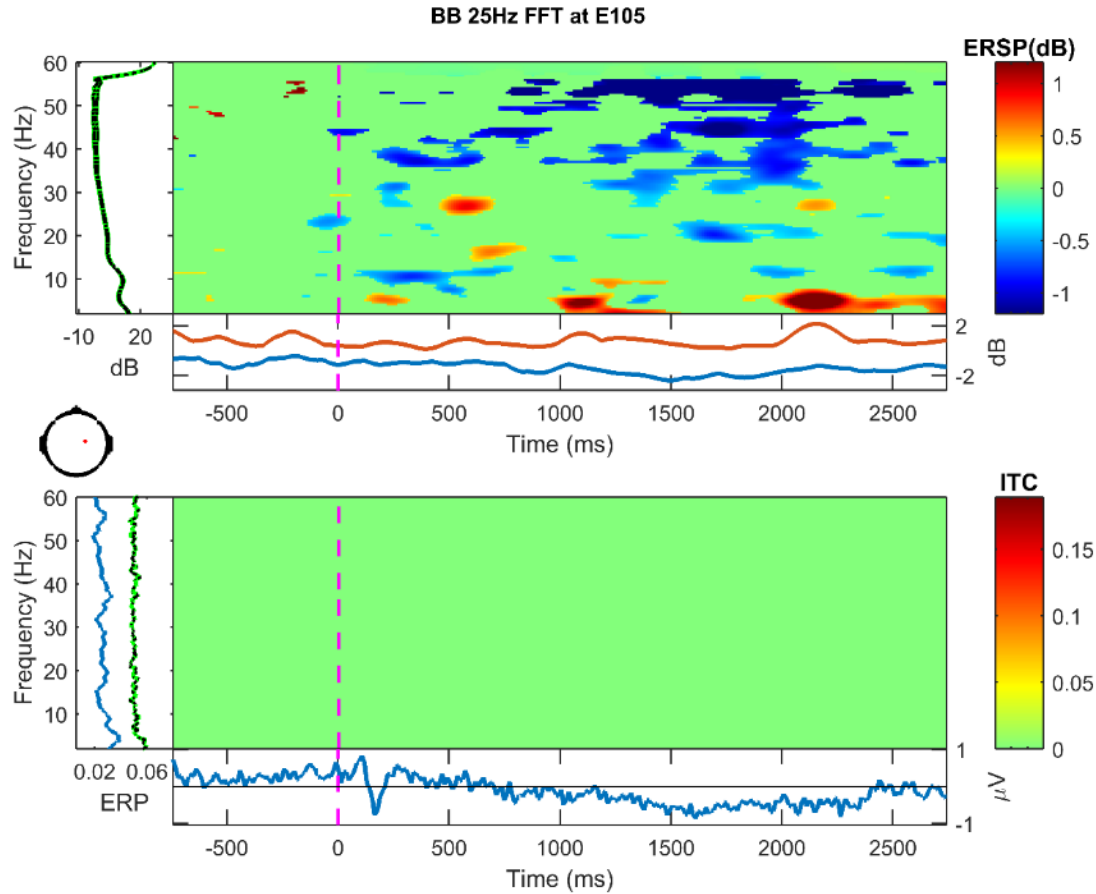 BB 25Hz FFT at E105
ERSP(dB)
Frequency (Hz)
60
50
40
30
20
10
1
0.5
0
-0.5
-1
-10 20
dB
2
-2
dB
-500 0 500 1000 1500 2000 2500
Time (ms)
ITC
Frequency (Hz)
60
50
40
30
20
10
0.15
0.1
0.05
0
0.02 0.06
ERP
1
-1
μV
-500 0 500 1000 1500 2000 2500
Time (ms)